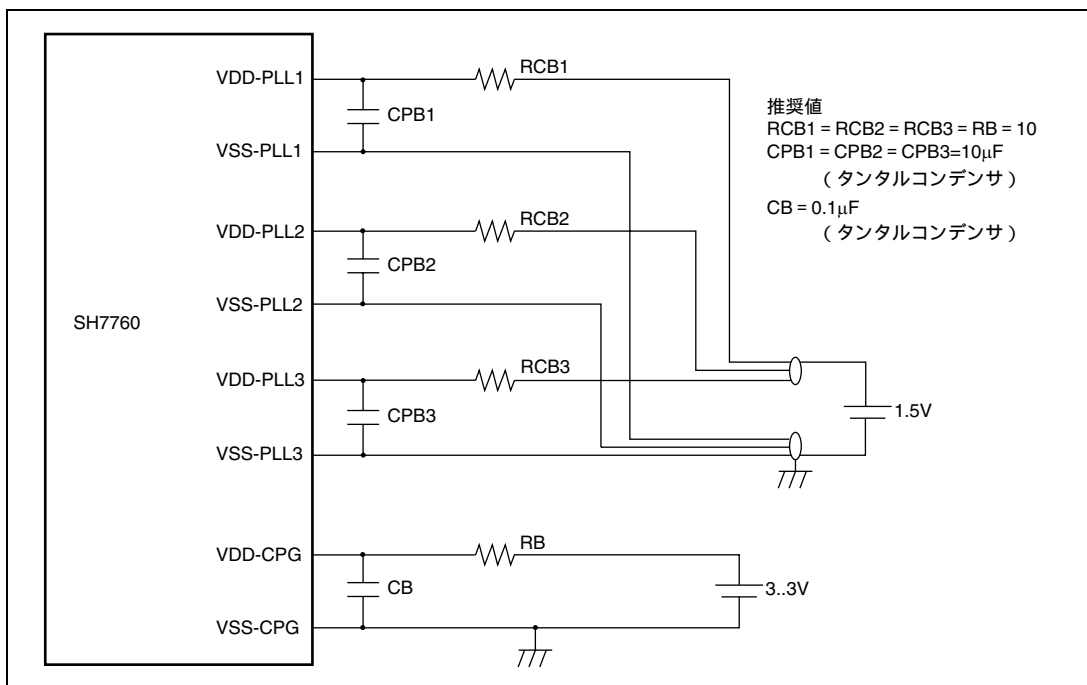 VDD-PLL1
RCB1
CPB1
VSS-PLL1
推奨値
RCB1 = RCB2 = RCB3 = RB = 10
CPB1 = CPB2 = CPB3=10μF
（タンタルコンデンサ）
CB = 0.1μF
（タンタルコンデンサ）
VDD-PLL2
RCB2
CPB2
VSS-PLL2
SH7760
VDD-PLL3
RCB3
CPB3
1.5V
VSS-PLL3
VDD-CPG
RB
CB
3..3V
VSS-CPG